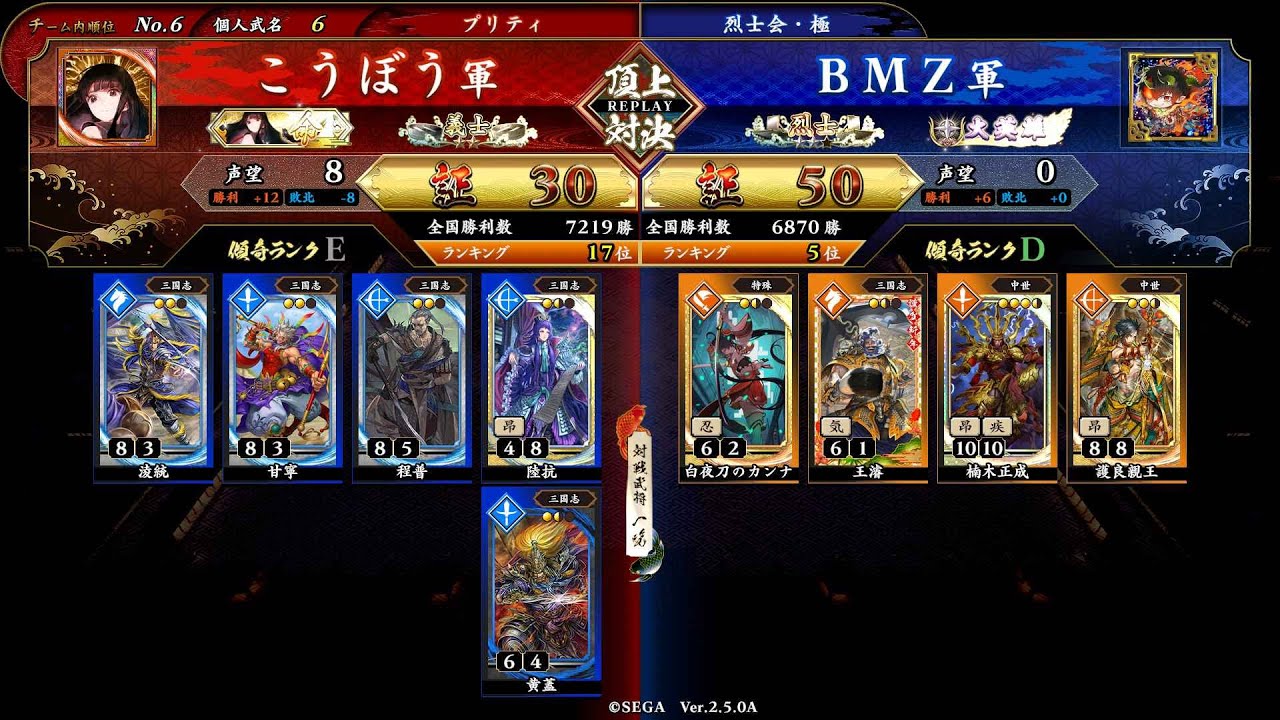 チーム内順位 No.6 個人武名 6 プリティ 烈士会・極
こうぼう軍 頂上 REPLAY 対決 BMZ軍
義士 烈士 大英雄
声望 8 証 30 証 50 声望 0
勝利 +12 敗北 -8 勝利 +6 敗北 +0
全国勝利数 7219勝 全国勝利数 6870勝
傾奇ランクE ランキング 17位 ランキング 5位 傾奇ランクD
三国志 三国志 三国志 三国志 特殊 三国志 中世 中世
昂 忍 気 昂 疾 昂
8 3 8 3 8 5 4 8 6 2 6 1 10 10 8 8
凌統 甘寧 程普 陸抗 白夜刀のカンナ 王濬 楠木正成 護良親王
対戦武将一覧
三国志
6 4
黄蓋
©SEGA Ver.2.5.0A